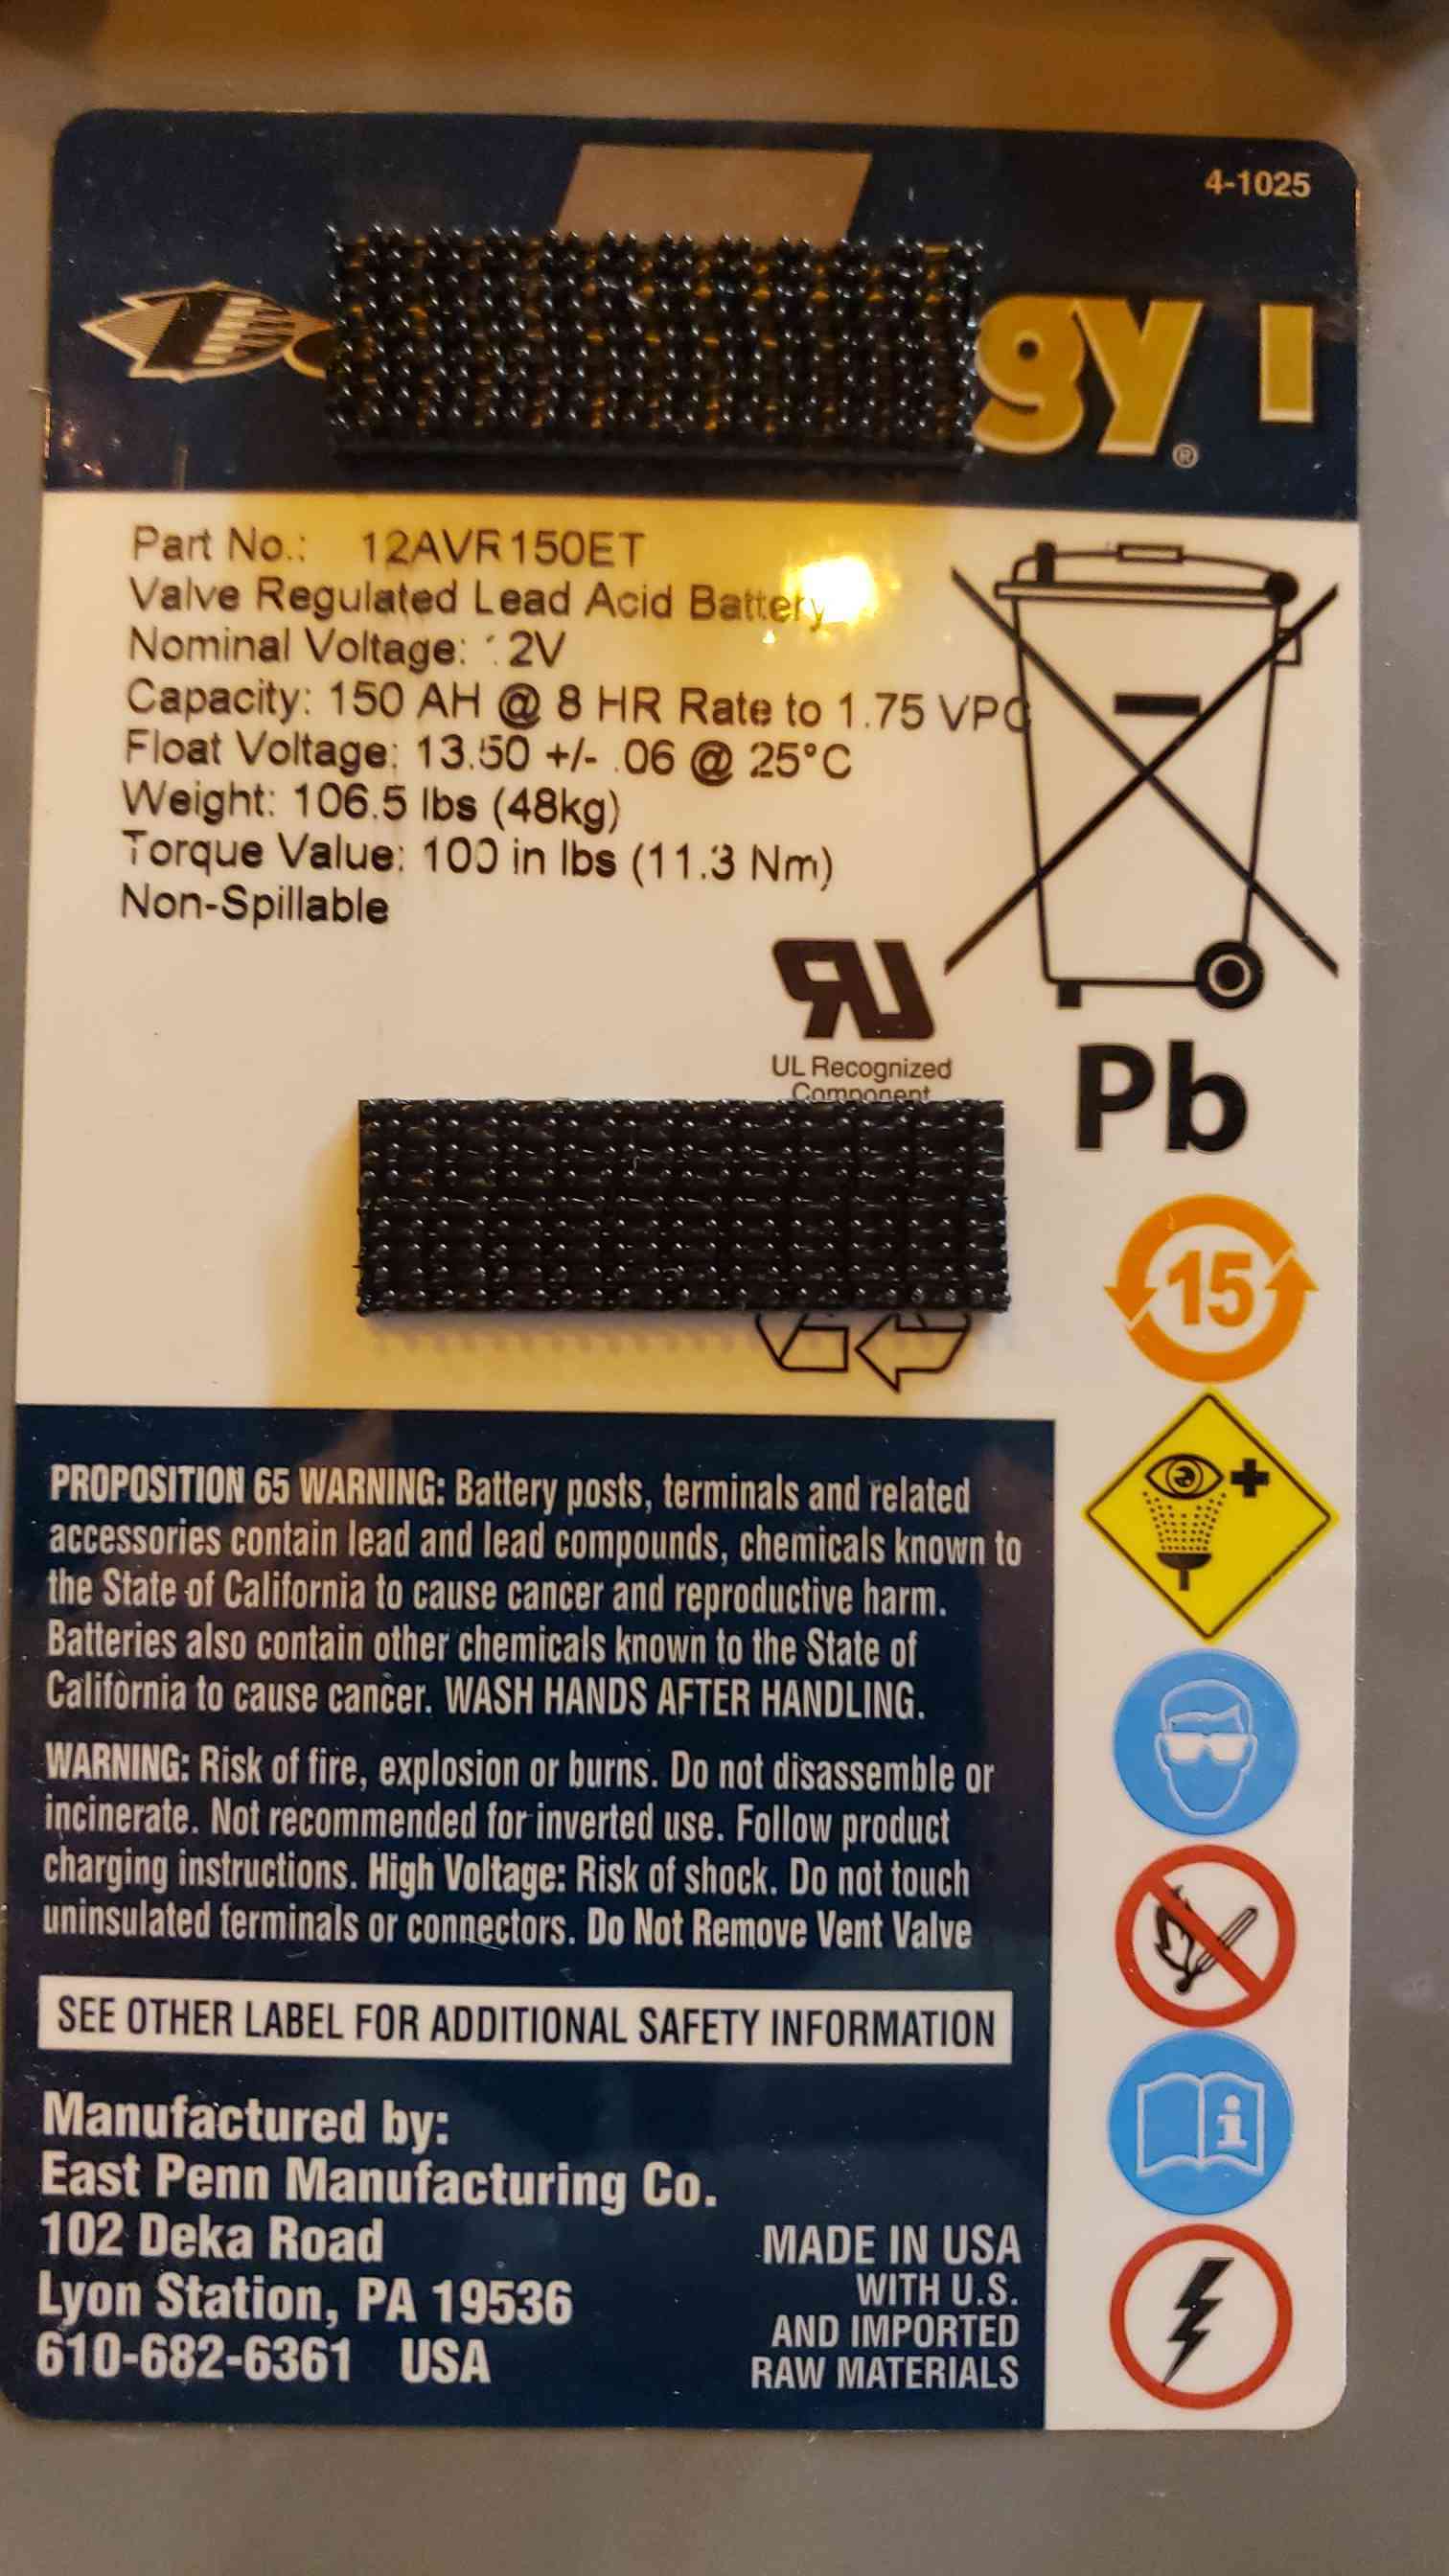 4-1025
gy I
®
Part No.: 12AVR150ET
Valve Regulated Lead Acid Battery
Nominal Voltage: 12V
Capacity: 150 AH @ 8 HR Rate to 1.75 VPC
Float Voltage: 13.50 +/- .06 @ 25°C
Weight: 106.5 lbs (48kg)
Torque Value: 100 in lbs (11.3 Nm)
Non-Spillable
UL Recognized
Component
Pb
15
PROPOSITION 65 WARNING: Battery posts, terminals and related
accessories contain lead and lead compounds, chemicals known to
the State of California to cause cancer and reproductive harm.
Batteries also contain other chemicals known to the State of
California to cause cancer. WASH HANDS AFTER HANDLING.
WARNING: Risk of fire, explosion or burns. Do not disassemble or
incinerate. Not recommended for inverted use. Follow product
charging instructions. High Voltage: Risk of shock. Do not touch
uninsulated terminals or connectors. Do Not Remove Vent Valve
SEE OTHER LABEL FOR ADDITIONAL SAFETY INFORMATION
Manufactured by:
East Penn Manufacturing Co.
102 Deka Road
Lyon Station, PA 19536
610-682-6361 USA
MADE IN USA
WITH U.S.
AND IMPORTED
RAW MATERIALS